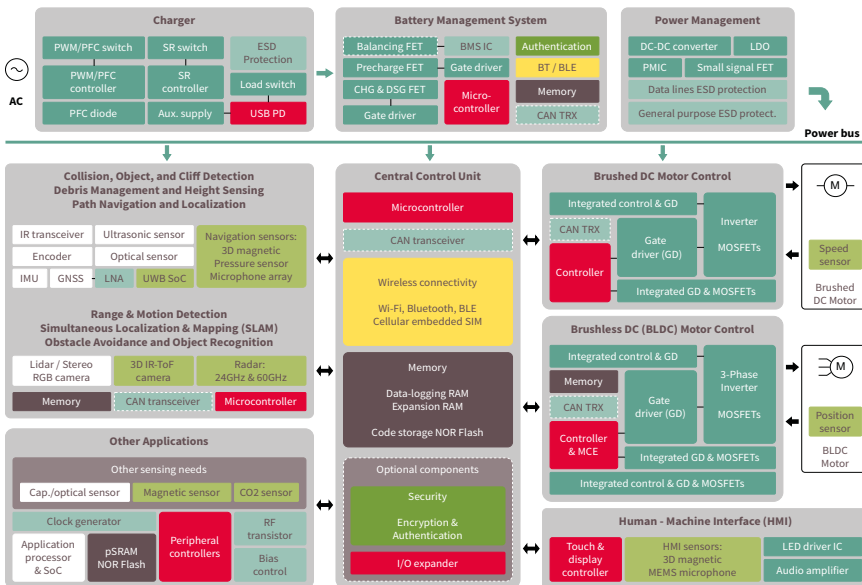 Charger
PWM/PFC switch
SR switch
ESD
Protection
PWM/PFC
controller
SR
controller
Load switch
PFC diode
Aux. supply
USB PD
AC
Battery Management System
Balancing FET
BMS IC
Authentication
Precharge FET
Gate driver
BT / BLE
CHG & DSG FET
Micro-
controller
Memory
Gate driver
CAN TRX
Power Management
DC-DC converter
LDO
PMIC
Small signal FET
Data lines ESD protection
General purpose ESD protect.
Power bus
Collision, Object, and Cliff Detection
Debris Management and Height Sensing
Path Navigation and Localization
IR transceiver
Ultrasonic sensor
Encoder
Optical sensor
IMU
GNSS
LNA
UWB SoC
Navigation sensors:
3D magnetic
Pressure sensor
Microphone array
Range & Motion Detection
Simultaneous Localization & Mapping (SLAM)
Obstacle Avoidance and Object Recognition
Lidar / Stereo
RGB camera
3D IR-ToF
camera
Radar:
24GHz & 60GHz
Memory
CAN transceiver
Microcontroller
Other Applications
Other sensing needs
Cap./optical sensor
Magnetic sensor
CO2 sensor
Clock generator
Application
processor
& SoC
pSRAM
NOR Flash
Peripheral
controllers
RF
transistor
Bias
control
Central Control Unit
Microcontroller
CAN transceiver
Wireless connectivity
Wi-Fi, Bluetooth, BLE
Cellular embedded SIM
Memory
Data-logging RAM
Expansion RAM
Code storage NOR Flash
Optional components
Security
Encryption &
Authentication
I/O expander
Brushed DC Motor Control
Integrated control & GD
CAN TRX
Controller
Gate
driver (GD)
Inverter
MOSFETs
Integrated GD & MOSFETs
M
Speed
sensor
Brushed
DC Motor
Brushless DC (BLDC) Motor Control
Integrated control & GD
Memory
CAN TRX
Controller
& MCE
Gate
driver (GD)
3-Phase
Inverter
MOSFETs
Integrated GD & MOSFETs
Integrated control & GD & MOSFETs
M
Position
sensor
BLDC
Motor
Human - Machine Interface (HMI)
Touch &
display
controller
HMI sensors:
3D magnetic
MEMS microphone
LED driver IC
Audio amplifier